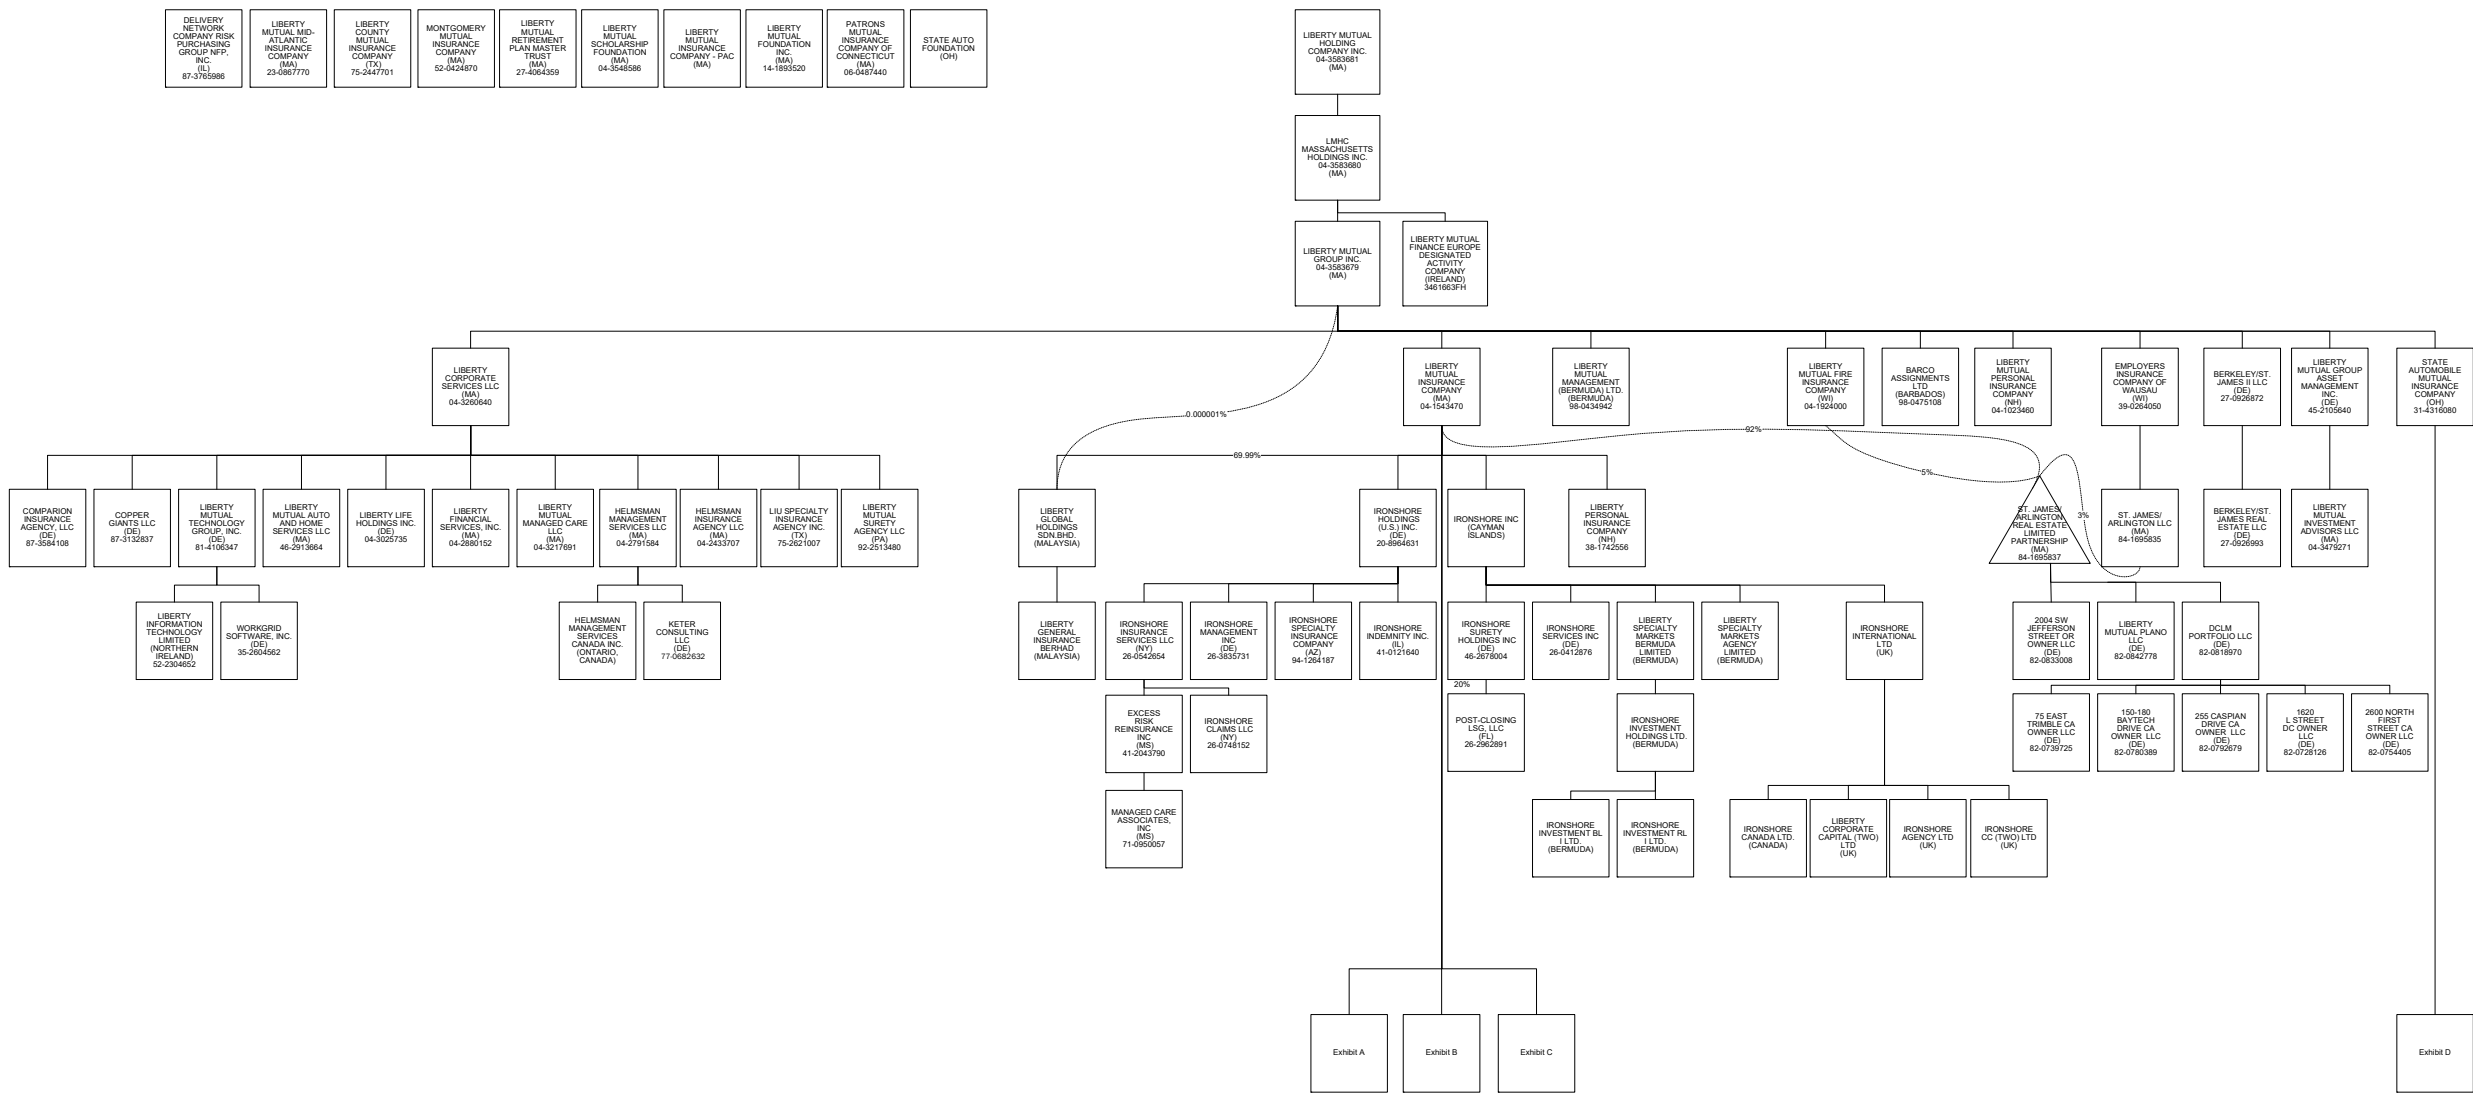 DELIVERY
NETWORK
COMPANY RISK
PURCHASING
GROUP NFP,
INC.
(IL)
87-3765986
LIBERTY
MUTUAL MID-
ATLANTIC
INSURANCE
COMPANY
(MA)
23-0867770
LIBERTY
COUNTY
MUTUAL
INSURANCE
COMPANY
(TX)
75-2447701
MONTGOMERY
MUTUAL
INSURANCE
COMPANY
(MA)
52-0424870
LIBERTY
MUTUAL
RETIREMENT
PLAN MASTER
TRUST
(MA)
27-4064359
LIBERTY
MUTUAL
SCHOLARSHIP
FOUNDATION
(MA)
04-3548586
LIBERTY
MUTUAL
INSURANCE
COMPANY - PAC
(MA)
LIBERTY
MUTUAL
FOUNDATION
INC.
(MA)
14-1893520
PATRONS
MUTUAL
INSURANCE
COMPANY OF
CONNECTICUT
(MA)
06-0487440
STATE AUTO
FOUNDATION
(OH)
LIBERTY MUTUAL
HOLDING
COMPANY INC.
04-3583681
(MA)
LMHC
MASSACHUSETTS
HOLDINGS INC.
04-3583680
(MA)
LIBERTY MUTUAL
GROUP INC.
04-3583679
(MA)
LIBERTY MUTUAL
FINANCE EUROPE
DESIGNATED
ACTIVITY
COMPANY
(IRELAND)
3461663FH
LIBERTY
CORPORATE
SERVICES LLC
(MA)
04-3260640
LIBERTY
MUTUAL
INSURANCE
COMPANY
(MA)
04-1543470
LIBERTY
MUTUAL
MANAGEMENT
(BERMUDA) LTD.
(BERMUDA)
98-0434942
LIBERTY
MUTUAL FIRE
INSURANCE
COMPANY
(WI)
04-1924000
BARCO
ASSIGNMENTS
LTD
(BARBADOS)
98-0475108
LIBERTY
MUTUAL
PERSONAL
INSURANCE
COMPANY
(NH)
04-1023460
EMPLOYERS
INSURANCE
COMPANY OF
WAUSAU
(WI)
39-0264050
BERKELEY/ST.
JAMES II LLC
(DE)
27-0926872
LIBERTY
MUTUAL GROUP
ASSET
MANAGEMENT
INC.
(DE)
45-2105640
STATE
AUTOMOBILE
MUTUAL
INSURANCE
COMPANY
(OH)
31-4316080
0.000001%
92%
69.99%
5%
3%
COMPARION
INSURANCE
AGENCY, LLC
(DE)
87-3584108
COPPER
GIANTS LLC
(DE)
87-3132837
LIBERTY
MUTUAL
TECHNOLOGY
GROUP, INC.
(DE)
81-4106347
LIBERTY
MUTUAL AUTO
AND HOME
SERVICES LLC
(MA)
46-2913664
LIBERTY LIFE
HOLDINGS INC.
(DE)
04-3025735
LIBERTY
FINANCIAL
SERVICES, INC.
(MA)
04-2880152
LIBERTY
MUTUAL
MANAGED CARE
LLC
(MA)
04-3217691
HELMSMAN
MANAGEMENT
SERVICES LLC
(MA)
04-2791584
HELMSMAN
INSURANCE
AGENCY LLC
(MA)
04-2433707
LIU SPECIALTY
INSURANCE
AGENCY INC.
(TX)
75-2621007
LIBERTY
MUTUAL
SURETY
AGENCY LLC
(PA)
92-2513480
LIBERTY
GLOBAL
HOLDINGS
SDN.BHD.
(MALAYSIA)
IRONSHORE
HOLDINGS
(U.S.) INC.
(DE)
20-8964631
IRONSHORE INC
(CAYMAN
ISLANDS)
LIBERTY
PERSONAL
INSURANCE
COMPANY
(NH)
38-1742556
ST. JAMES/
ARLINGTON
REAL ESTATE
LIMITED
PARTNERSHIP
(MA)
84-1695837
ST. JAMES/
ARLINGTON LLC
(MA)
84-1695835
BERKELEY/ST.
JAMES REAL
ESTATE LLC
(DE)
27-0926993
LIBERTY
MUTUAL
INVESTMENT
ADVISORS LLC
(MA)
04-3479271
LIBERTY
INFORMATION
TECHNOLOGY
LIMITED
(NORTHERN
IRELAND)
52-2304652
WORKGRID
SOFTWARE, INC.
(DE)
35-2604562
HELMSMAN
MANAGEMENT
SERVICES
CANADA INC.
(ONTARIO,
CANADA)
KETER
CONSULTING
LLC
(DE)
77-0682632
LIBERTY
GENERAL
INSURANCE
BERHAD
(MALAYSIA)
IRONSHORE
INSURANCE
SERVICES LLC
(NY)
26-0542654
IRONSHORE
MANAGEMENT
INC
(DE)
26-3835731
IRONSHORE
SPECIALTY
INSURANCE
COMPANY
(AZ)
94-1264187
IRONSHORE
INDEMNITY INC.
(IL)
41-0121640
IRONSHORE
SURETY
HOLDINGS INC
(DE)
46-2678004
IRONSHORE
SERVICES INC
(DE)
26-0412876
LIBERTY
SPECIALTY
MARKETS
BERMUDA
LIMITED
(BERMUDA)
LIBERTY
SPECIALTY
MARKETS
AGENCY
LIMITED
(BERMUDA)
IRONSHORE
INTERNATIONAL
LTD
(UK)
2004 SW
JEFFERSON
STREET OR
OWNER LLC
(DE)
82-0833008
LIBERTY
MUTUAL PLANO
LLC
(DE)
82-0842778
DCLM
PORTFOLIO LLC
(DE)
82-0818970
20%
EXCESS
RISK
REINSURANCE
INC
(MS)
41-2043790
IRONSHORE
CLAIMS LLC
(NY)
26-0748152
POST-CLOSING
LSG, LLC
(FL)
26-2962891
IRONSHORE
INVESTMENT
HOLDINGS LTD.
(BERMUDA)
75 EAST
TRIMBLE CA
OWNER LLC
(DE)
82-0739725
150-180
BAYTECH
DRIVE CA
OWNER LLC
(DE)
82-0780389
255 CASPIAN
DRIVE CA
OWNER LLC
(DE)
82-0792679
1620
L STREET
DC OWNER
LLC
(DE)
82-0728126
2600 NORTH
FIRST
STREET CA
OWNER LLC
(DE)
82-0754405
MANAGED CARE
ASSOCIATES,
INC
(MS)
71-0950057
IRONSHORE
INVESTMENT BL
I LTD.
(BERMUDA)
IRONSHORE
INVESTMENT RL
I LTD.
(BERMUDA)
IRONSHORE
CANADA LTD.
(CANADA)
LIBERTY
CORPORATE
CAPITAL (TWO)
LTD
(UK)
IRONSHORE
AGENCY LTD
(UK)
IRONSHORE
CC (TWO) LTD
(UK)
Exhibit A
Exhibit B
Exhibit C
Exhibit D